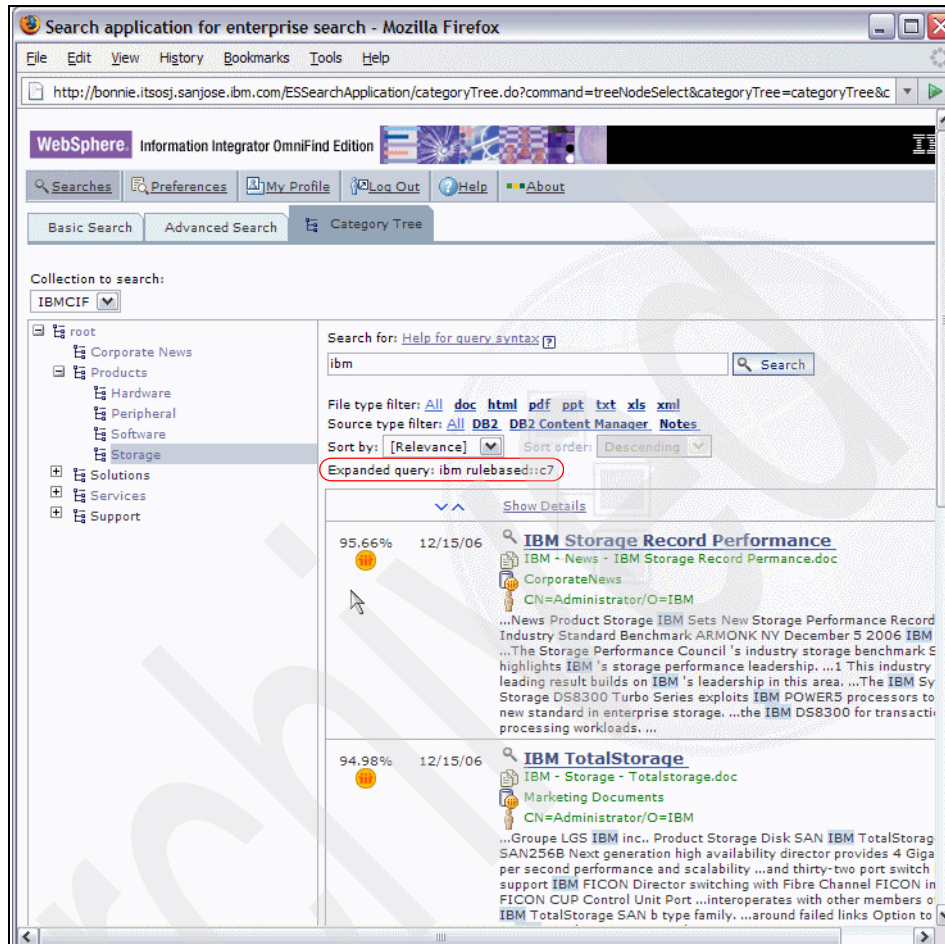 Search application for enterprise search - Mozilla Firefox
File Edit View History Bookmarks Tools Help
http://bonnie.itsosj.sanjose.ibm.com/ESSearchApplication/categoryTree.do?command=treeNodeSelect&categoryTree=categoryTree&c
WebSphere. Information Integrator OmniFind Edition
Searches Preferences My Profile Log Out Help About
Basic Search Advanced Search Category Tree
Collection to search:
IBMCIF
root
Corporate News
Products
Hardware
Peripheral
Software
Storage
Solutions
Services
Support
Search for: Help for query syntax ?
ibm Search
File type filter: All doc html pdf ppt txt xls xml
Source type filter: All DB2 DB2 Content Manager Notes
Sort by: [Relevance] Sort order: Descending
Expanded query: ibm rulebased::c7
Show Details
95.66% 12/15/06 IBM Storage Record Performance
IBM - News - IBM Storage Record Permance.doc
CorporateNews
CN=Administrator/O=IBM
...News Product Storage IBM Sets New Storage Performance Record
Industry Standard Benchmark ARMONK NY December 5 2006 IBM
...The Storage Performance Council 's industry storage benchmark S
highlights IBM 's storage performance leadership. ...1 This industry
leading result builds on IBM 's leadership in this area. ...The IBM Sy
Storage DS8300 Turbo Series exploits IBM POWER5 processors to
new standard in enterprise storage. ...the IBM DS8300 for transacti
processing workloads. ...
94.98% 12/15/06 IBM TotalStorage
IBM - Storage - Totalstorage.doc
Marketing Documents
CN=Administrator/O=IBM
...Groupe LGS IBM inc.. Product Storage Disk SAN IBM TotalStorag
SAN256B Next generation high availability director provides 4 Giga
per second performance and scalability ...and thirty-two port switch
support IBM FICON Director switching with Fibre Channel FICON in
FICON CUP Control Unit Port ...interoperates with other members o
IBM TotalStorage SAN b type family. ...around failed links Option to